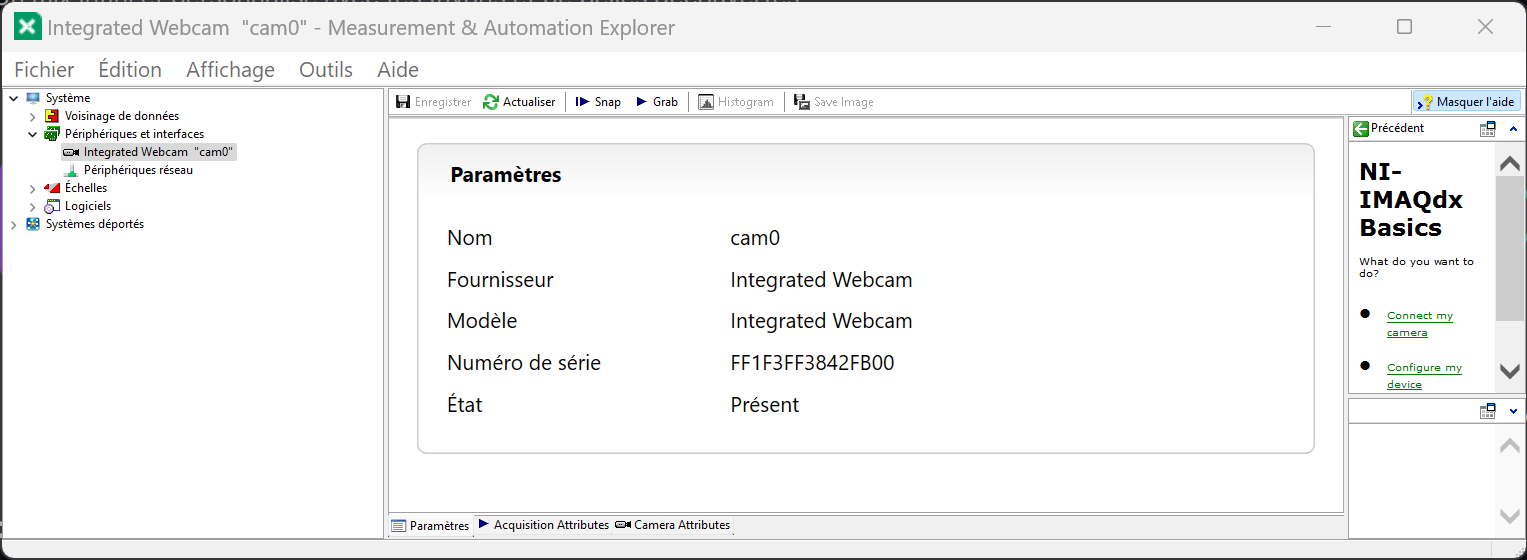 Integrated Webcam "cam0" - Measurement & Automation Explorer
Fichier Édition Affichage Outils Aide
Système
Voisinage de données
Périphériques et interfaces
Integrated Webcam "cam0"
Périphériques réseau
Échelles
Logiciels
Systèmes déportés
Enregistrer Actualiser Snap Grab Histogram Save Image Masquer l'aide
Paramètres
Nom cam0
Fournisseur Integrated Webcam
Modèle Integrated Webcam
Numéro de série FF1F3FF3842FB00
État Présent
Paramètres Acquisition Attributes Camera Attributes
Précédent
NI-
IMAQdx
Basics
What do you want to
do?
Connect my
camera
Configure my
device